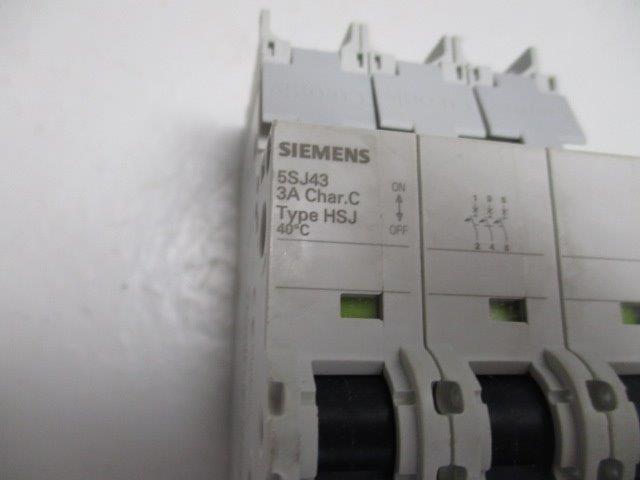 SIEMENS
5SJ43
3A Char.C
Type HSJ
40°C
ON
OFF
1 3 5
2 4 6